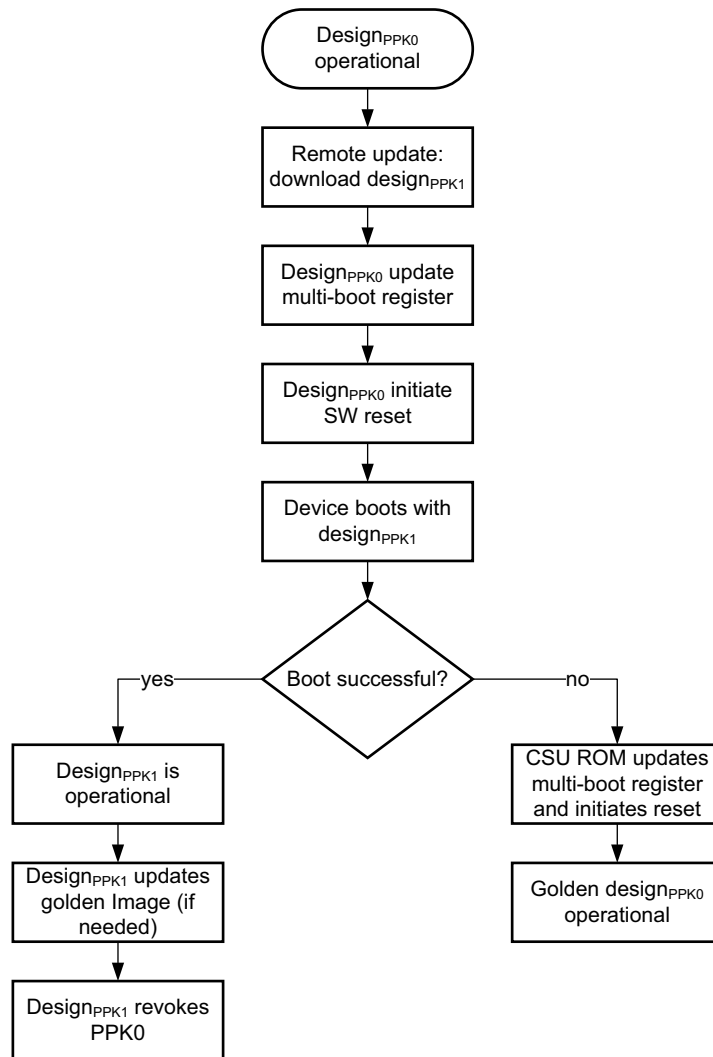 Design_PPK0
operational
Remote update:
download design_PPK1
Design_PPK0 update
multi-boot register
Design_PPK0 initiate
SW reset
Device boots with
design_PPK1
Boot successful?
yes
no
Design_PPK1 is
operational
Design_PPK1 updates
golden Image (if
needed)
Design_PPK1 revokes
PPK0
CSU ROM updates
multi-boot register
and initiates reset
Golden design_PPK0
operational